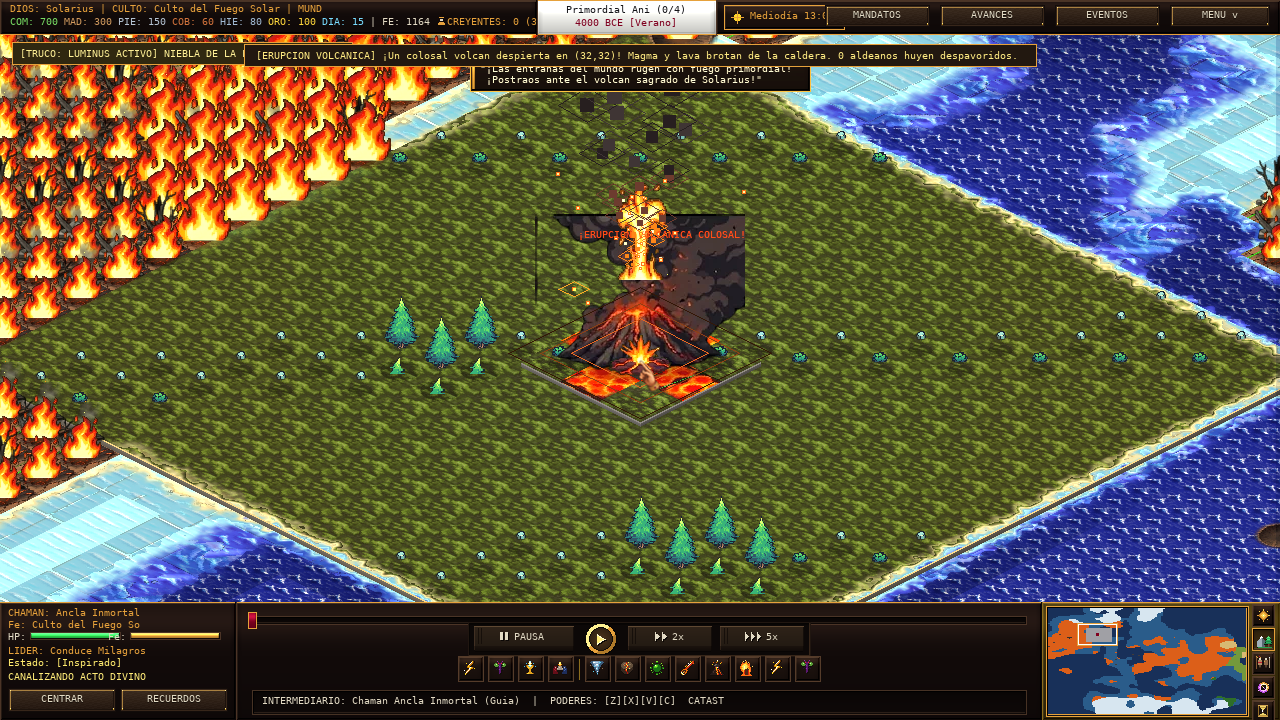 DIOS: Solarius | CULTO: Culto del Fuego Solar | MUND
COM: 700 MAD: 300 PIE: 150 COB: 60 HIE: 80 ORO: 100 DIA: 15 | FE: 1164 CREYENTES: 0 (3
Primordial Ani (0/4)
4000 BCE [Verano]
Mediodía 13:0
MANDATOS
AVANCES
EVENTOS
MENU v
[TRUCO: LUMINUS ACTIVO] NIEBLA DE LA
[ERUPCION VOLCANICA] ¡Un colosal volcan despierta en (32,32)! Magma y lava brotan de la caldera. 0 aldeanos huyen despavoridos.
¡Las entrañas del mundo rugen con fuego primordial!
¡Postraos ante el volcan sagrado de Solarius!"
¡ERUPCION VOLCANICA COLOSAL!
CHAMAN: Ancla Inmortal
Fe: Culto del Fuego So
HP: Fe:
LIDER: Conduce Milagros
Estado: [Inspirado]
CANALIZANDO ACTO DIVINO
CENTRAR
RECUERDOS
PAUSA
2x
5x
INTERMEDIARIO: Chaman Ancla Inmortal (Guia) | PODERES: [Z][X][V][C] CATAST